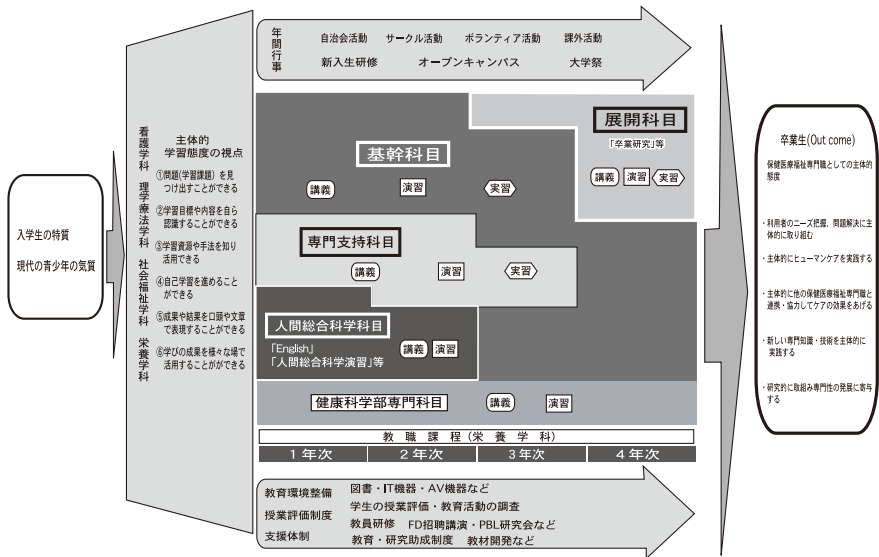 年間行事
自治会活動 サークル活動 ボランティア活動 課外活動
新入生研修 オープンキャンパス 大学祭
入学生の特質
現代の青少年の気質
看護学科 理学療法学科 社会福祉学科 栄養学科
主体的
学習態度の視点
①問題(学習課題) を見
つけ出すことができる
②学習目標や内容を自ら
認識することができる
③学習資源や手法を知り
活用できる
④自己学習を進めること
ができる
⑤成果や結果を口頭や文章
で表現することができる
⑥学びの成果を様々な場で
活用することがができる
展開科目
「卒業研究」等
講義 演習 実習
基幹科目
講義 演習 実習
専門支持科目
講義 演習 実習
人間総合科学科目
「English」
「人間総合科学演習」等
講義 演習
健康科学部専門科目 講義 演習
教職課程(栄養学科)
1年次 2年次 3年次 4年次
教育環境整備 図書・IT機器・AV機器など
授業評価制度 学生の授業評価・教育活動の調査
支援体制 教員研修 FD招聘講演・PBL研究会など
教育・研究助成制度 教材開発など
卒業生(Out come)
保健医療福祉専門職としての主体的
態度
・利用者のニーズ把握、問題解決に主
体的に取り組む
・主体的にヒューマンケアを実践する
・主体的に他の保健医療福祉専門職と
連携・協力してケアの効果をあげる
・新しい専門知識・技術を主体的に
実践する
・研究的に取組み専門性の発展に寄与
する